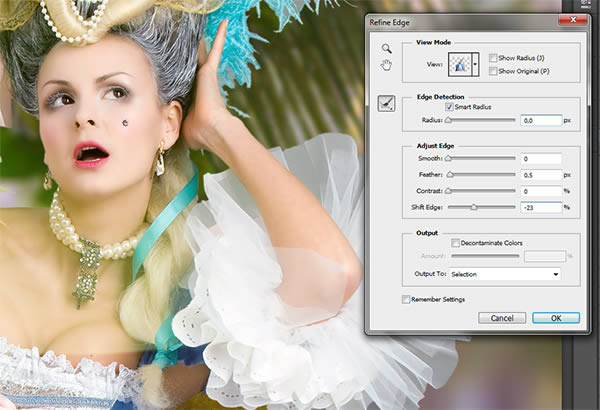 Refine Edge
View Mode
View:
Show Radius (J)
Show Original (P)
Edge Detection
Smart Radius
Radius: 0,0 px
Adjust Edge
Smooth: 0
Feather: 0,5 px
Contrast: 0 %
Shift Edge: -23 %
Output
Decontaminate Colors
Amount: %
Output To: Selection
Remember Settings
Cancel OK